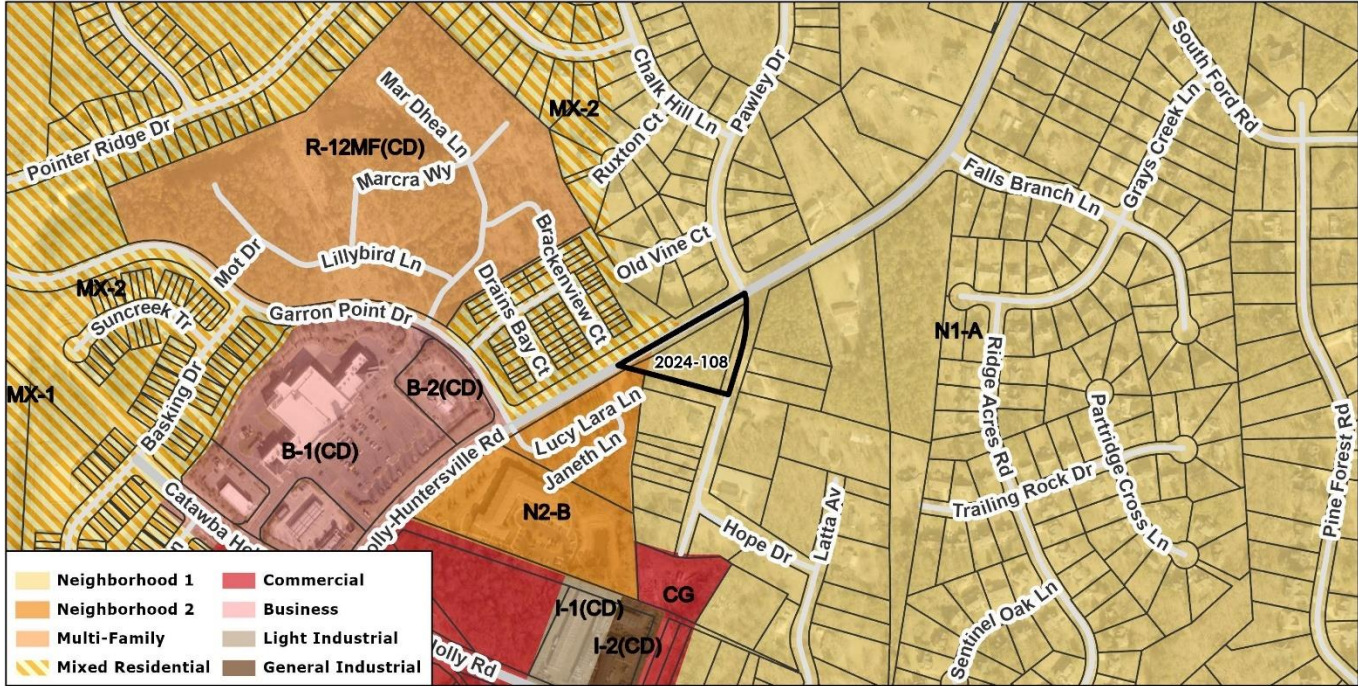 Mar Dhea Ln
Chalk Hill Ln
Pawley Dr
South Ford Rd
MX-2
Grays Creek Ln
Pointer Ridge Dr
R-12MF(CD)
Marcra Wy
Ruxton Ct
Falls Branch Ln
Mot Dr
Lillybird Ln
Brackenview Ct
Old Vine Ct
MX-2
Suncreek Tr
Garron Point Dr
Drains Bay Ct
N1-A
2024-108
Ridge Acres Rd
MX-1
Basking Dr
B-2(CD)
Partridge Cross Ln
Pine Forest Rd
B-1(CD)
Lucy Lara Ln
Janeth Ln
olly-Huntersville Rd
Catawba Ho
N2-B
Trailing Rock Dr
Hope Dr
Latta Av
n
CG
I-1(CD)
I-2(CD)
Sentinel Oak Ln
Holly Rd
Neighborhood 1
Neighborhood 2
Multi-Family
Mixed Residential
Commercial
Business
Light Industrial
General Industrial